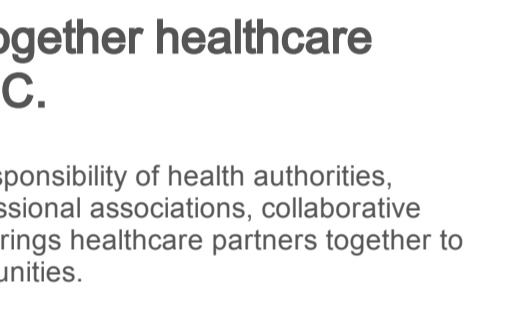 ogether healthcare
C.
sponsibility of health authorities,
ssional associations, collaborative
rings healthcare partners together to
unities.